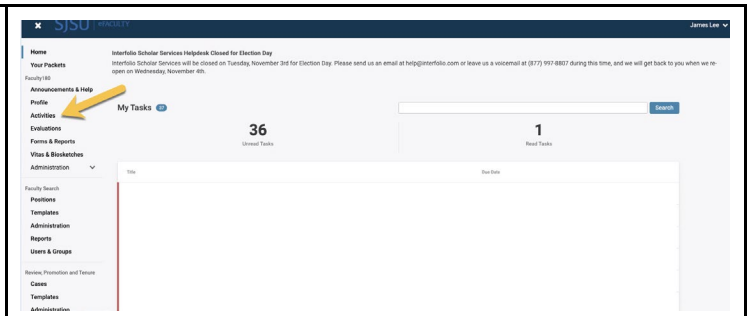 × SJSU | eFACULTY
James Lee
Home
Your Packets
Faculty180
Announcements & Help
Profile
Activities
Evaluations
Forms & Reports
Vitas & Biosketches
Administration
Faculty Search
Positions
Templates
Administration
Reports
Users & Groups
Review, Promotion and Tenure
Cases
Templates
Administration
Interfolio Scholar Services Helpdesk Closed for Election Day
Interfolio Scholar Services will be closed on Tuesday, November 3rd for Election Day. Please send us an email at help@interfolio.com or leave us a voicemail at (877) 997-8807 during this time, and we will get back to you when we re-
open on Wednesday, November 4th.
My Tasks 37
Search
36
Unread Tasks
1
Read Tasks
Title
Due Date